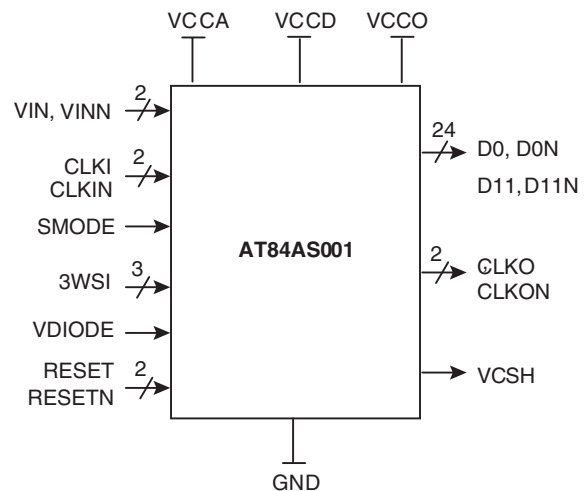 VCCA VCCD VCCO
VIN, VINN 2
CLKI 2
CLKIN
SMODE
3WSI 3
VDIODE
RESET 2
RESETN
AT84AS001
24 D0, D0N
D11, D11N
2 CLKO
CLKON
VCSH
GND